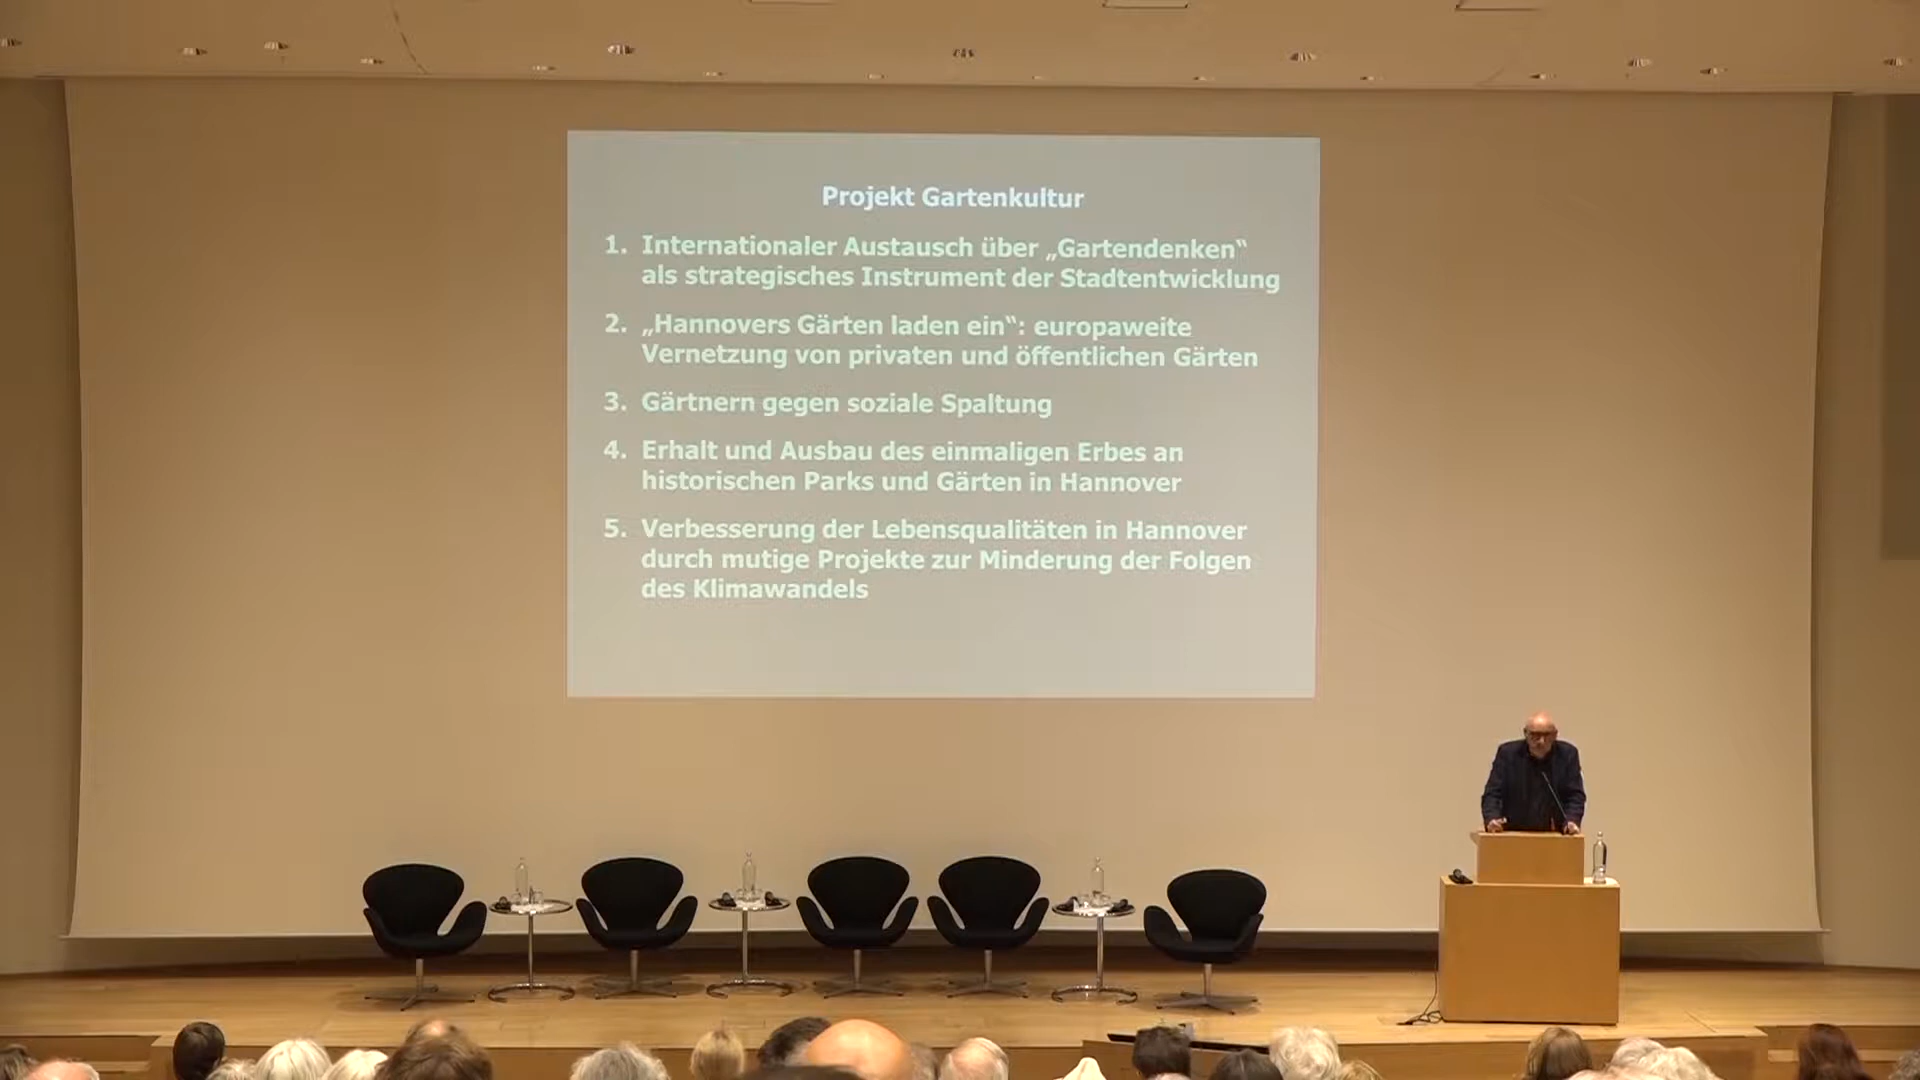 Projekt Gartenkultur
1. Internationaler Austausch über „Gartendenken“
als strategisches Instrument der Stadtentwicklung
2. „Hannovers Gärten laden ein“: europaweite
Vernetzung von privaten und öffentlichen Gärten
3. Gärtnern gegen soziale Spaltung
4. Erhalt und Ausbau des einmaligen Erbes an
historischen Parks und Gärten in Hannover
5. Verbesserung der Lebensqualitäten in Hannover
durch mutige Projekte zur Minderung der Folgen
des Klimawandels